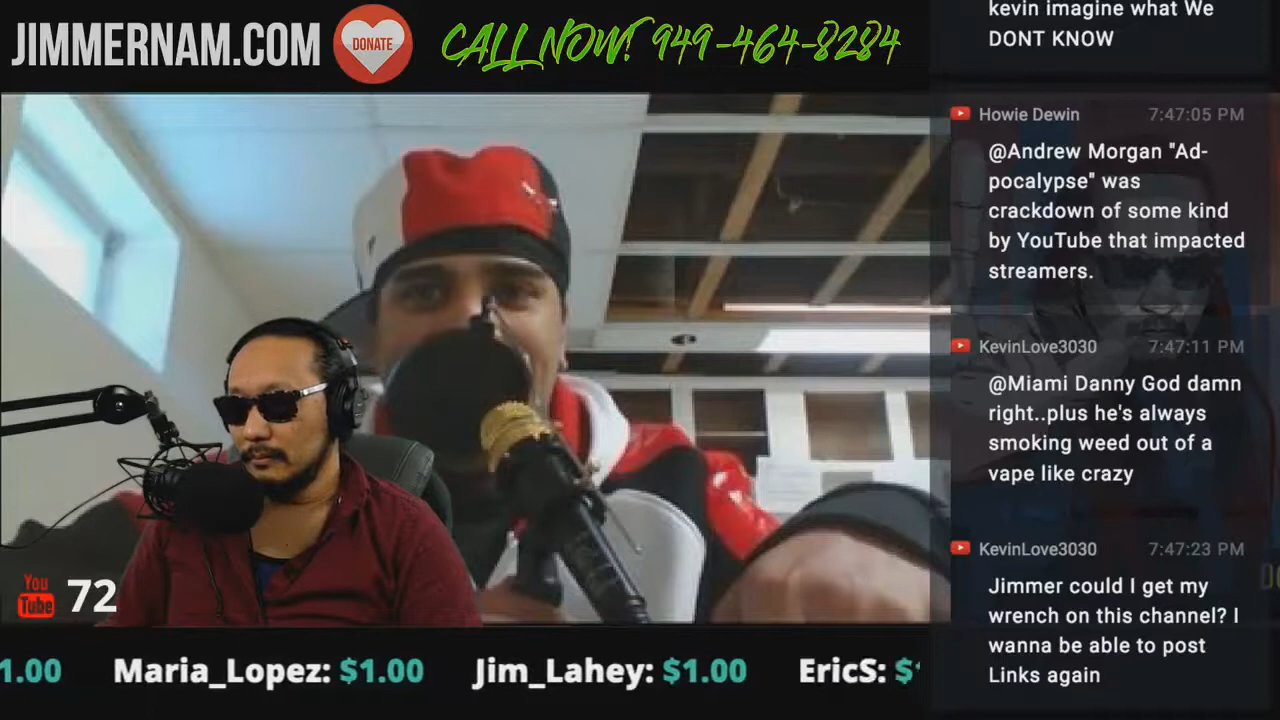 JIMMERNAM.COM
DONATE
CALL NOW! 949-464-8284
kevin imagine what We
DONT KNOW
Howie Dewin 7:47:05 PM
@Andrew Morgan "Ad-
pocalypse" was
crackdown of some kind
by YouTube that impacted
streamers.
KevinLove3030 7:47:11 PM
@Miami Danny God damn
right..plus he's always
smoking weed out of a
vape like crazy
KevinLove3030 7:47:23 PM
Jimmer could I get my
wrench on this channel? I
wanna be able to post
Links again
You
Tube 72
1.00 Maria_Lopez: $1.00 Jim_Lahey: $1.00 EricS: $